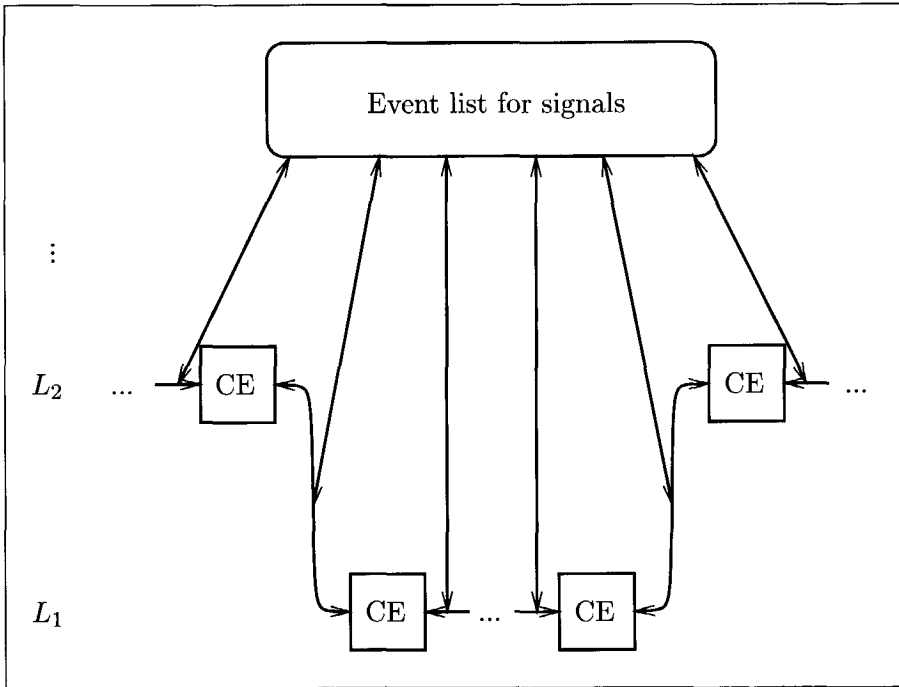 Event list for signals
⋮
L₂ ... CE CE ...
L₁ CE ... CE